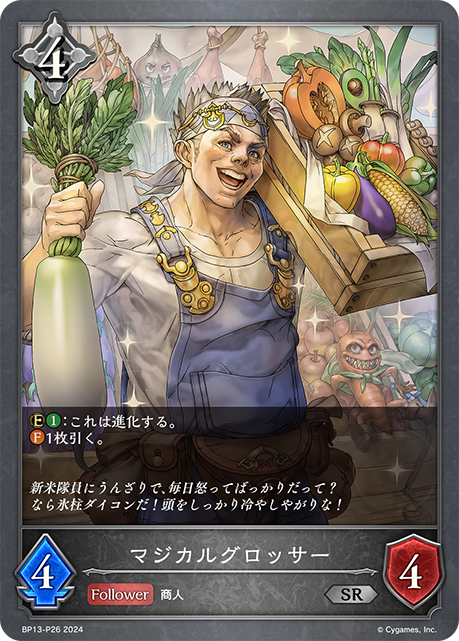 4
E 1：これは進化する。
F 1枚引く。
新米隊員にうんざりで、毎日怒ってばっかりだって？
なら氷柱ダイコンだ！頭をしっかり冷やしやがりな！
マジカルグロッサー
4
Follower 商人
SR
4
BP13-P26 2024
© Cygames, Inc.